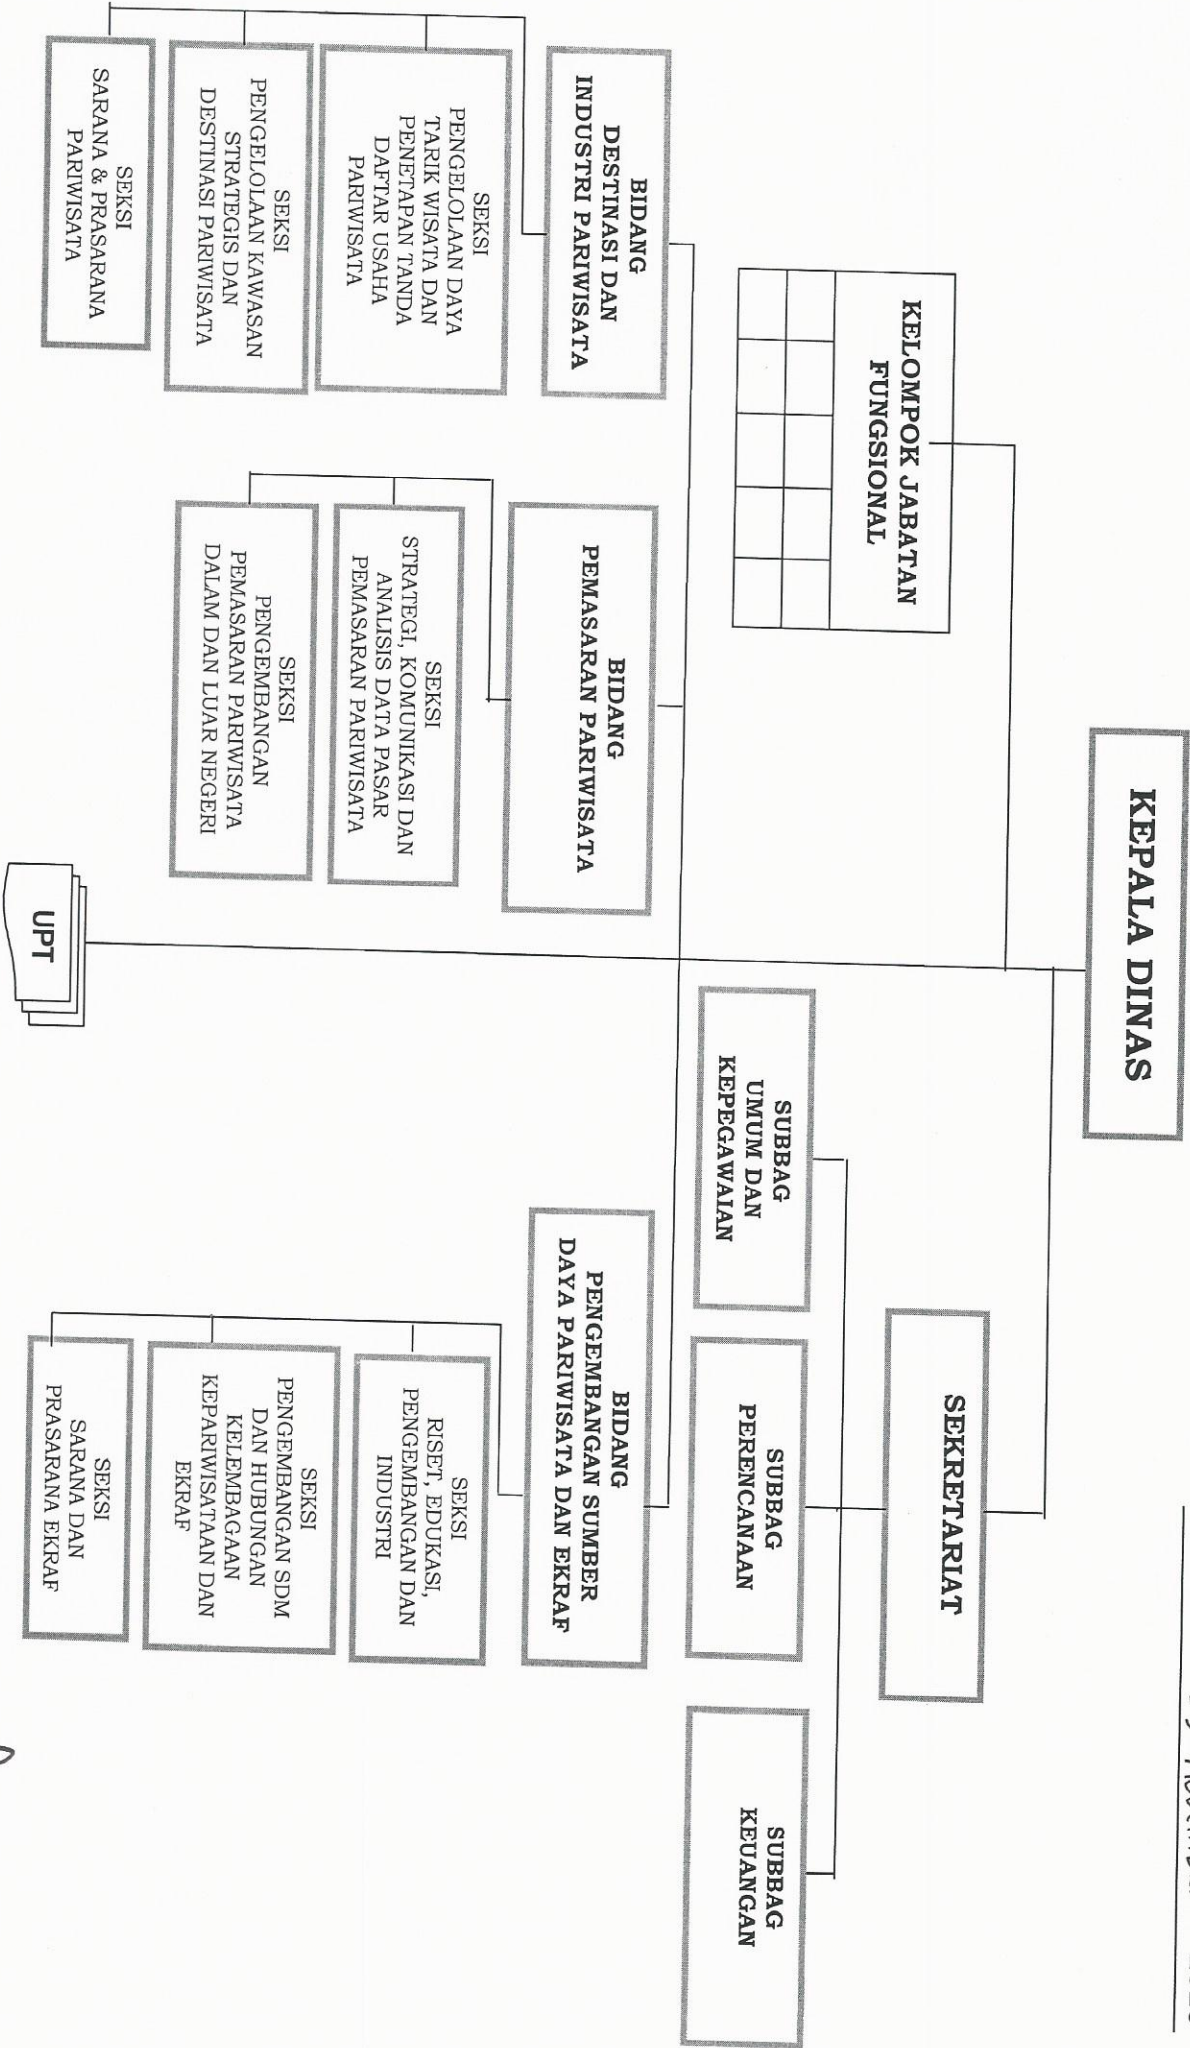 KEPALA DINAS
KELOMPOK JABATAN
FUNGSIONAL
SEKRETARIAT
SUBBAG
UMUM DAN
KEPEGAWAIAN
SUBBAG
PERENCANAAN
SUBBAG
KEUANGAN
BIDANG
DESTINASI DAN
INDUSTRI PARIWISATA
SEKSI
PENGELOLAAN DAYA
TARIK WISATA DAN
PENETAPAN TANDA
DAFTAR USAHA
PARIWISATA
SEKSI
PENGELOLAAN KAWASAN
STRATEGIS DAN
DESTINASI PARIWISATA
SEKSI
SARANA & PRASARANA
PARIWISATA
BIDANG
PEMASARAN PARIWISATA
SEKSI
STRATEGI, KOMUNIKASI DAN
ANALISIS DATA PASAR
PEMASARAN PARIWISATA
SEKSI
PENGEMBANGAN
PEMASARAN PARIWISATA
DALAM DAN LUAR NEGERI
BIDANG
PENGEMBANGAN SUMBER
DAYA PARIWISATA DAN EKRAF
SEKSI
RISET, EDUKASI,
PENGEMBANGAN DAN
INDUSTRI
SEKSI
PENGEMBANGAN SDM
DAN HUBUNGAN
KELEMBAGAAN
KEPARIWISATAAN DAN
EKRAF
SEKSI
SARANA DAN
PRASARANA EKRAF
UPT